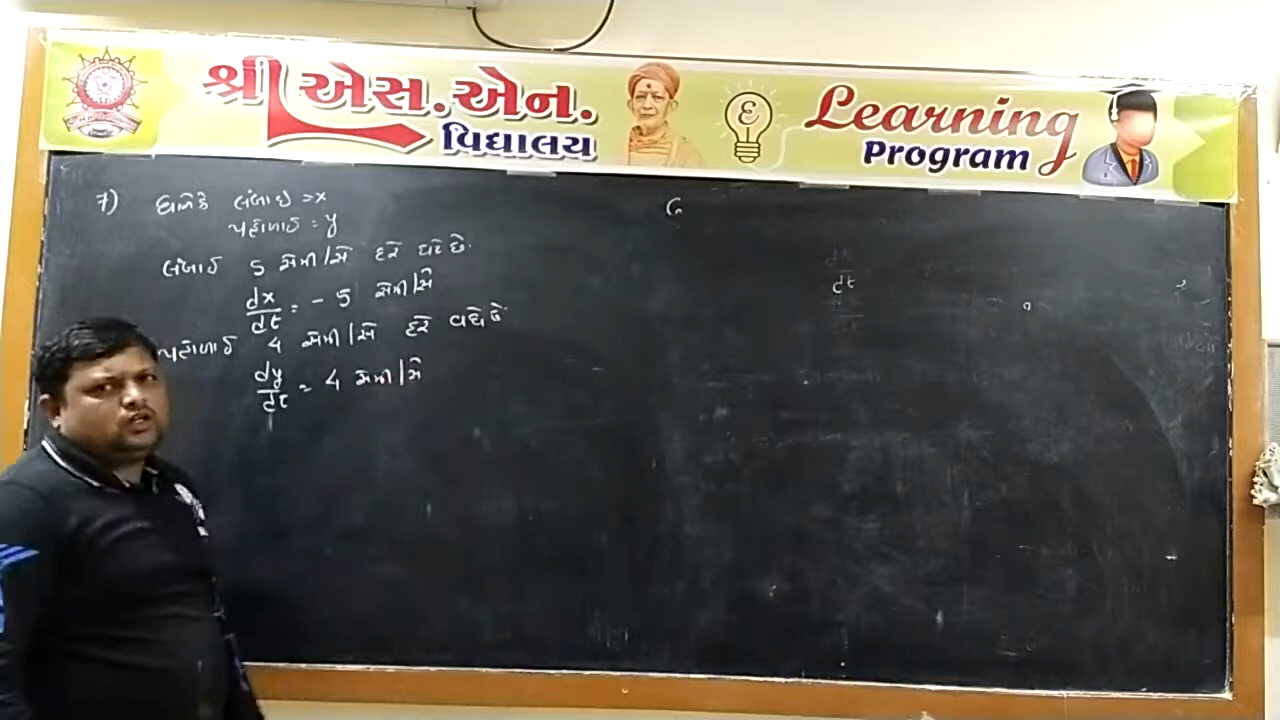 શ્રી એસ.એન.
વિદ્યાલય
Learning
Program
7) ધારોકે લંબાઇ = x
પહોળાઈ = y
લંબાઈ 5 સેમી/સે દરે ઘટે છે.
dx/dt = - 5 સેમી/સે
પહોળાઈ 4 સેમી/સે દરે વધે છે.
dy/dt = 4 સેમી/સે
dt